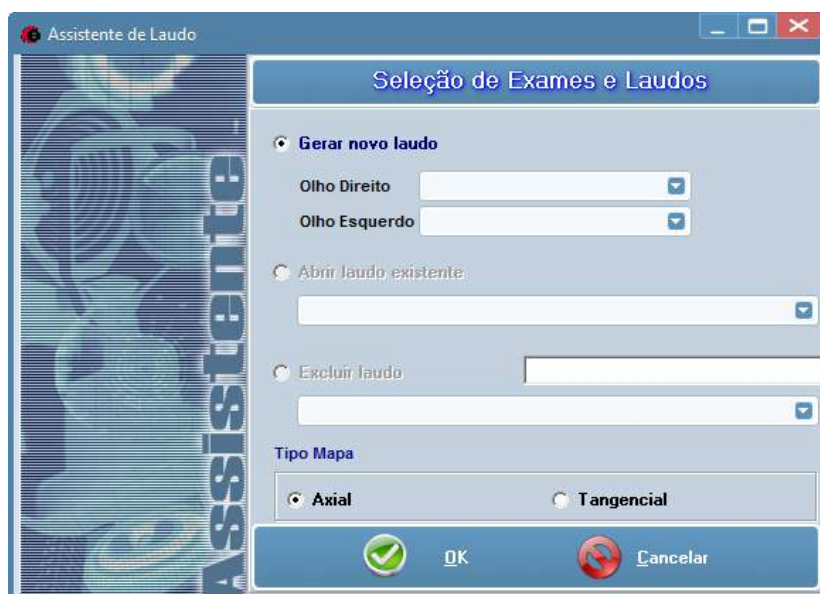 Assistente de Laudo
Assistente
Seleção de Exames e Laudos
Gerar novo laudo
Olho Direito
Olho Esquerdo
Abrir laudo existente
Excluir laudo
Tipo Mapa
Axial
Tangencial
OK
Cancelar